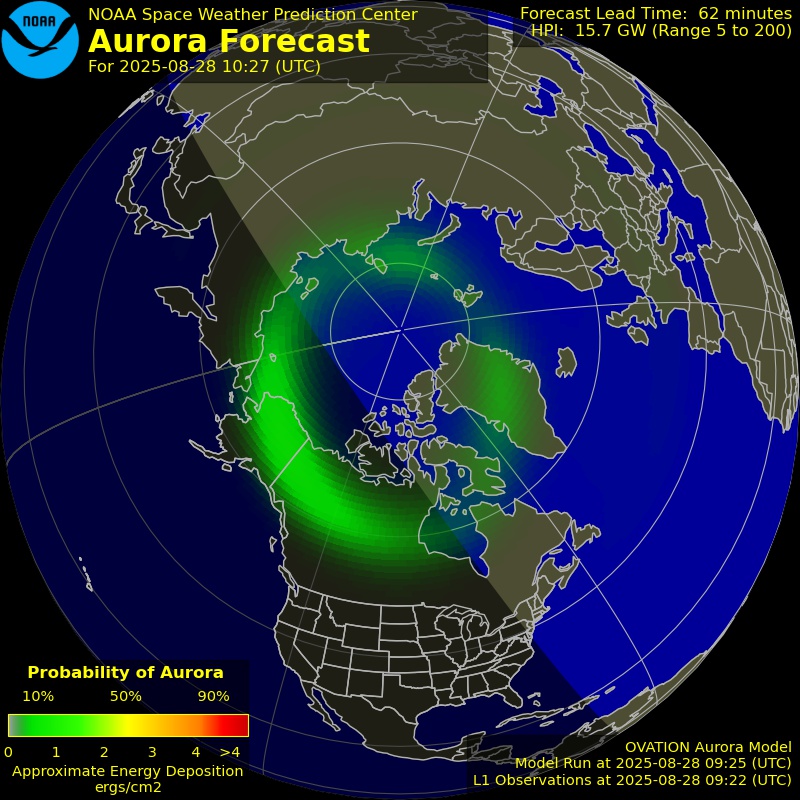 NOAA
NOAA Space Weather Prediction Center
Aurora Forecast
For 2025-08-28 10:27 (UTC)
Forecast Lead Time: 62 minutes
HPI: 15.7 GW (Range 5 to 200)
Probability of Aurora
10% 50% 90%
0 1 2 3 4 >4
Approximate Energy Deposition
ergs/cm2
OVATION Aurora Model
Model Run at 2025-08-28 09:25 (UTC)
L1 Observations at 2025-08-28 09:22 (UTC)